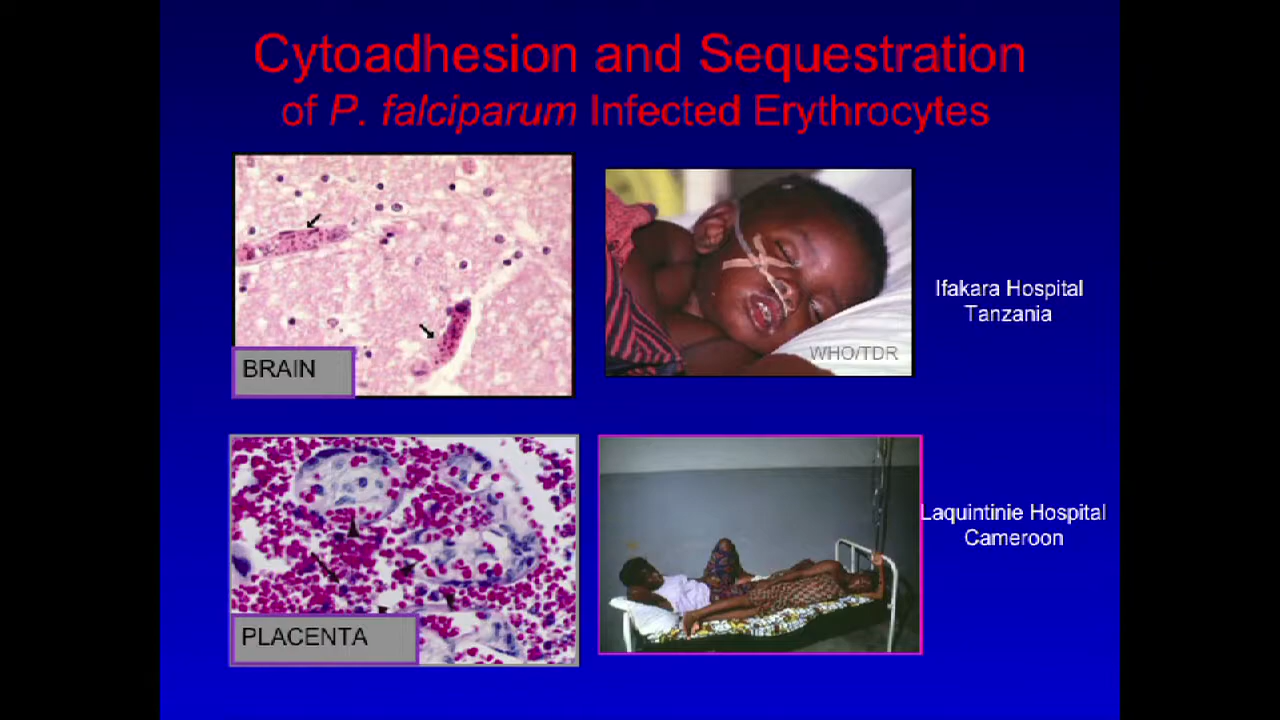 Cytoadhesion and Sequestration
of P. falciparum Infected Erythrocytes
BRAIN
WHO/TDR
Ifakara Hospital
Tanzania
PLACENTA
Laquintinie Hospital
Cameroon